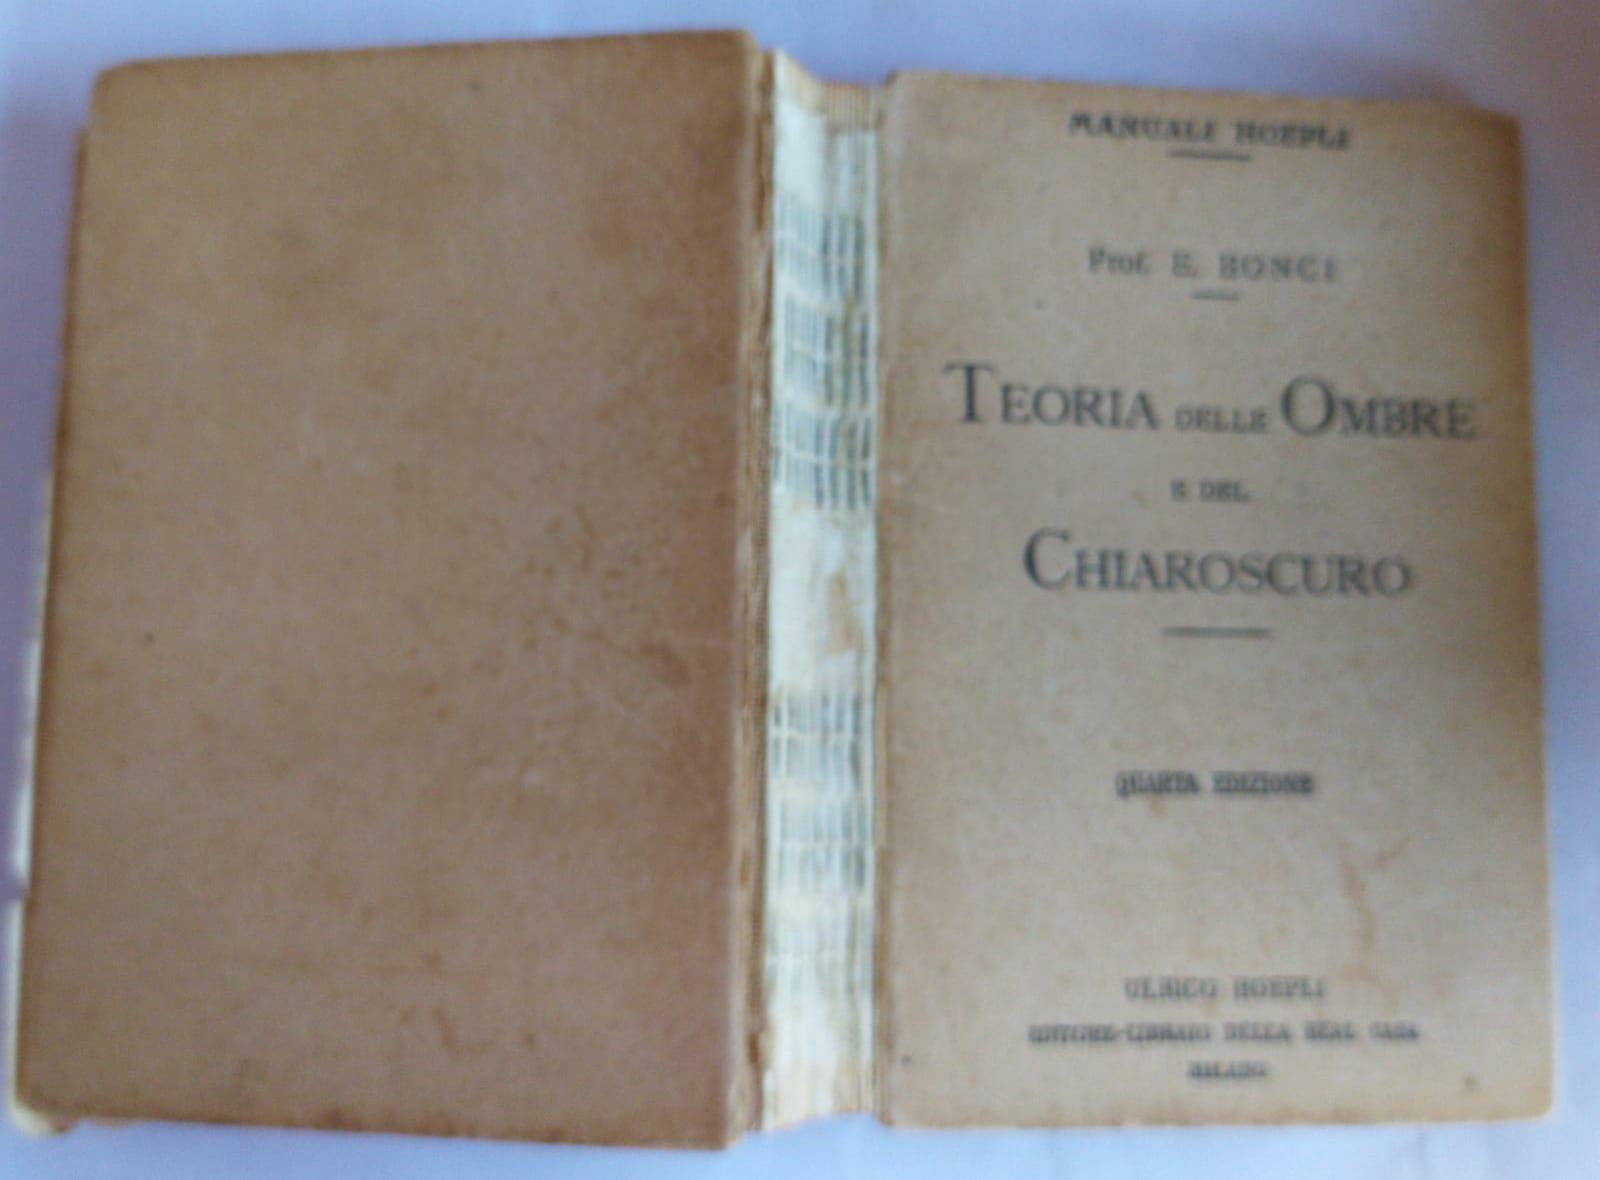 MANUALI HOEPLI
Prof. E. BONCI
TEORIA DELLE OMBRE
E DEL
CHIAROSCURO
QUARTA EDIZIONE
ULRICO HOEPLI
EDITORE-LIBRAIO DELLA REAL CASA
MILANO